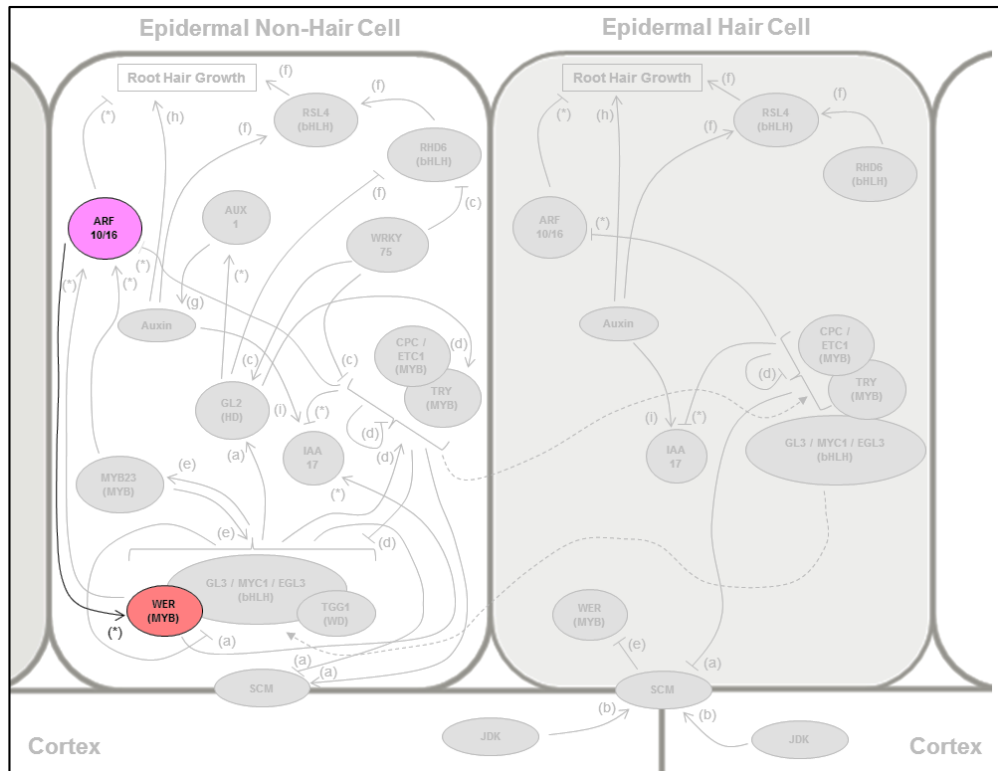 Epidermal Non-Hair Cell
Epidermal Hair Cell
Root Hair Growth
(f)
(*)
(h)
RSL4
(bHLH)
(f)
(f)
RHD6
(bHLH)
(f)
(c)
ARF
10/16
AUX
1
WRKY
75
(*)
(*)
(*)
(*)
(g)
Auxin
(c)
(c)
(d)
CPC /
ETC1
(MYB)
TRY
(MYB)
GL2
(HD)
(i)
(*)
(d)
(d)
(a)
IAA
17
(*)
MYB23
(MYB)
(e)
(e)
(d)
GL3 / MYC1 / EGL3
(bHLH)
WER
(MYB)
TGG1
(WD)
(*)
(a)
(a)
(a)
SCM
Root Hair Growth
(f)
(*)
(h)
RSL4
(bHLH)
(f)
(f)
RHD6
(bHLH)
ARF
10/16
(*)
Auxin
CPC /
ETC1
(MYB)
(d)
TRY
(MYB)
(i)
(*)
IAA
17
GL3 / MYC1 / EGL3
(bHLH)
WER
(MYB)
(e)
(a)
SCM
(b)
(b)
JDK
JDK
Cortex
Cortex